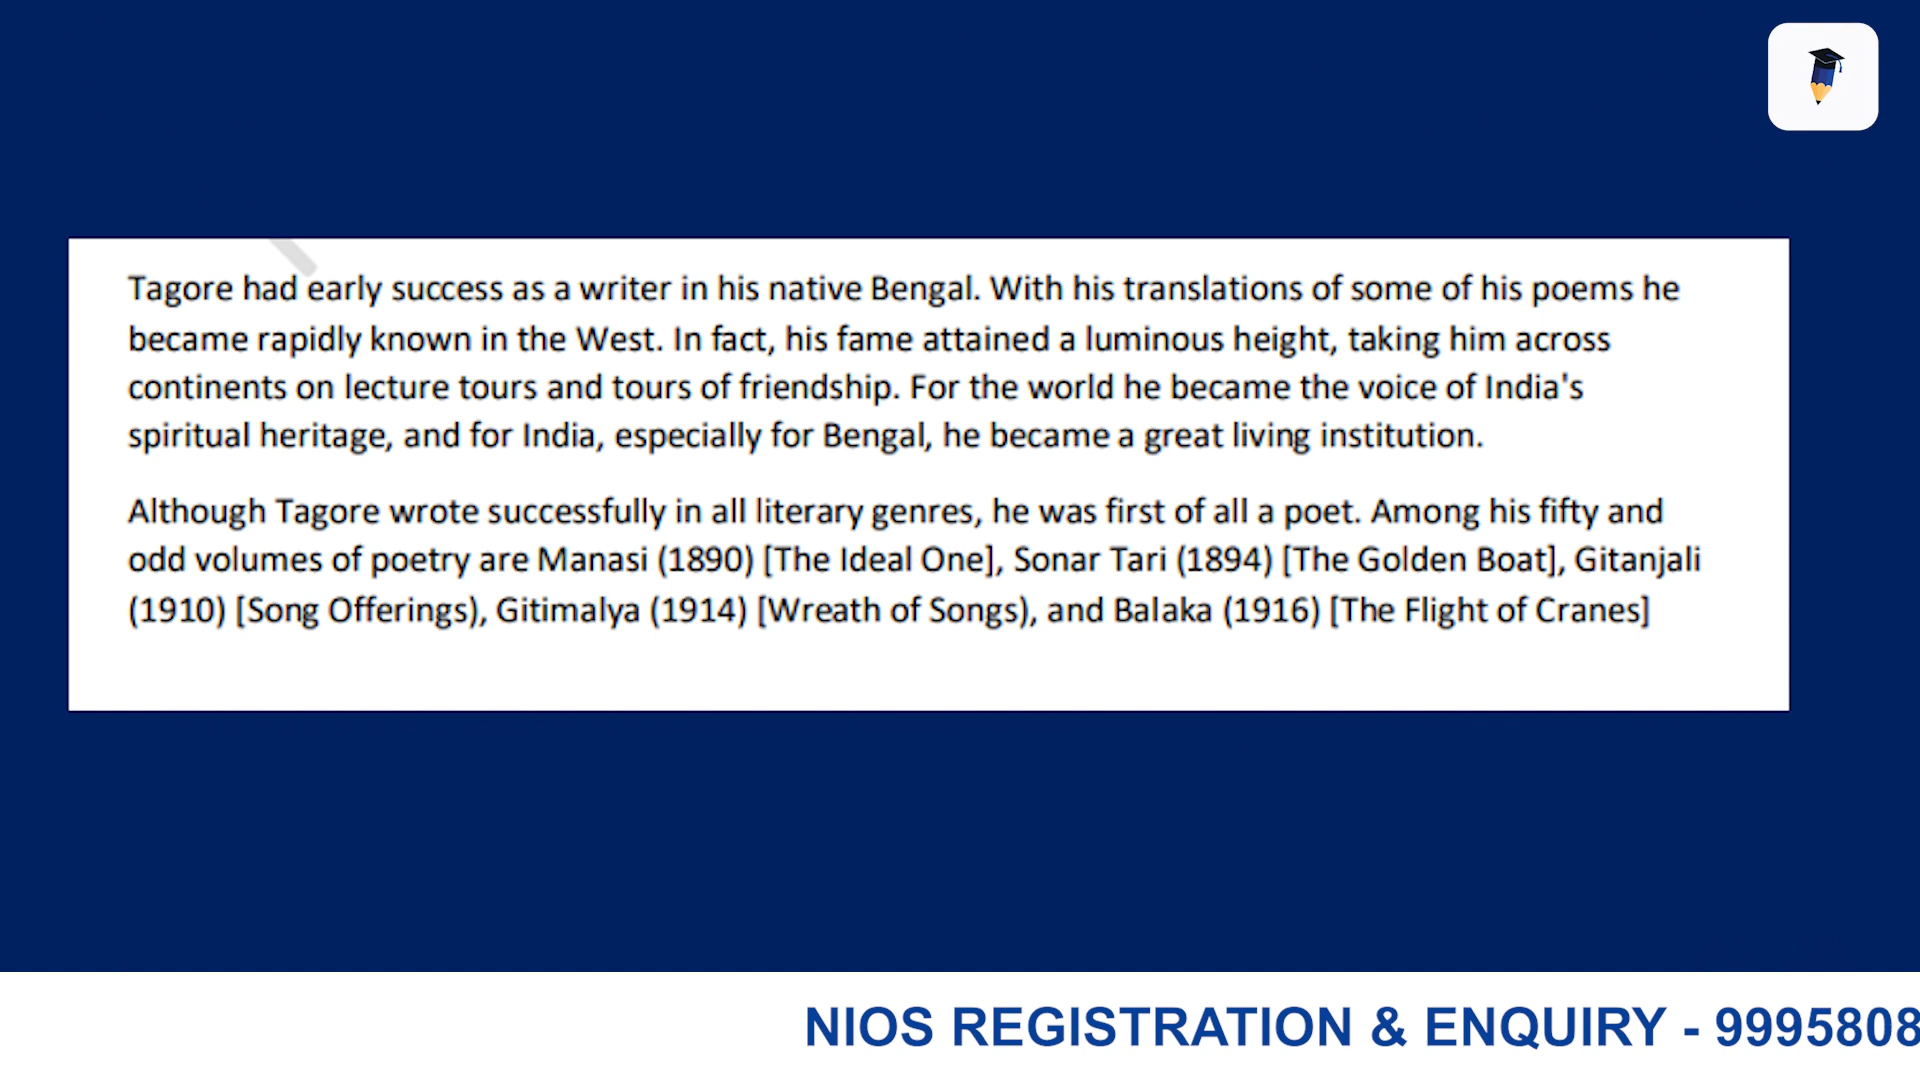 Tagore had early success as a writer in his native Bengal. With his translations of some of his poems he
became rapidly known in the West. In fact, his fame attained a luminous height, taking him across
continents on lecture tours and tours of friendship. For the world he became the voice of India's
spiritual heritage, and for India, especially for Bengal, he became a great living institution.
Although Tagore wrote successfully in all literary genres, he was first of all a poet. Among his fifty and
odd volumes of poetry are Manasi (1890) [The Ideal One], Sonar Tari (1894) [The Golden Boat], Gitanjali
(1910) [Song Offerings), Gitimalya (1914) [Wreath of Songs), and Balaka (1916) [The Flight of Cranes]
NIOS REGISTRATION & ENQUIRY - 9995808